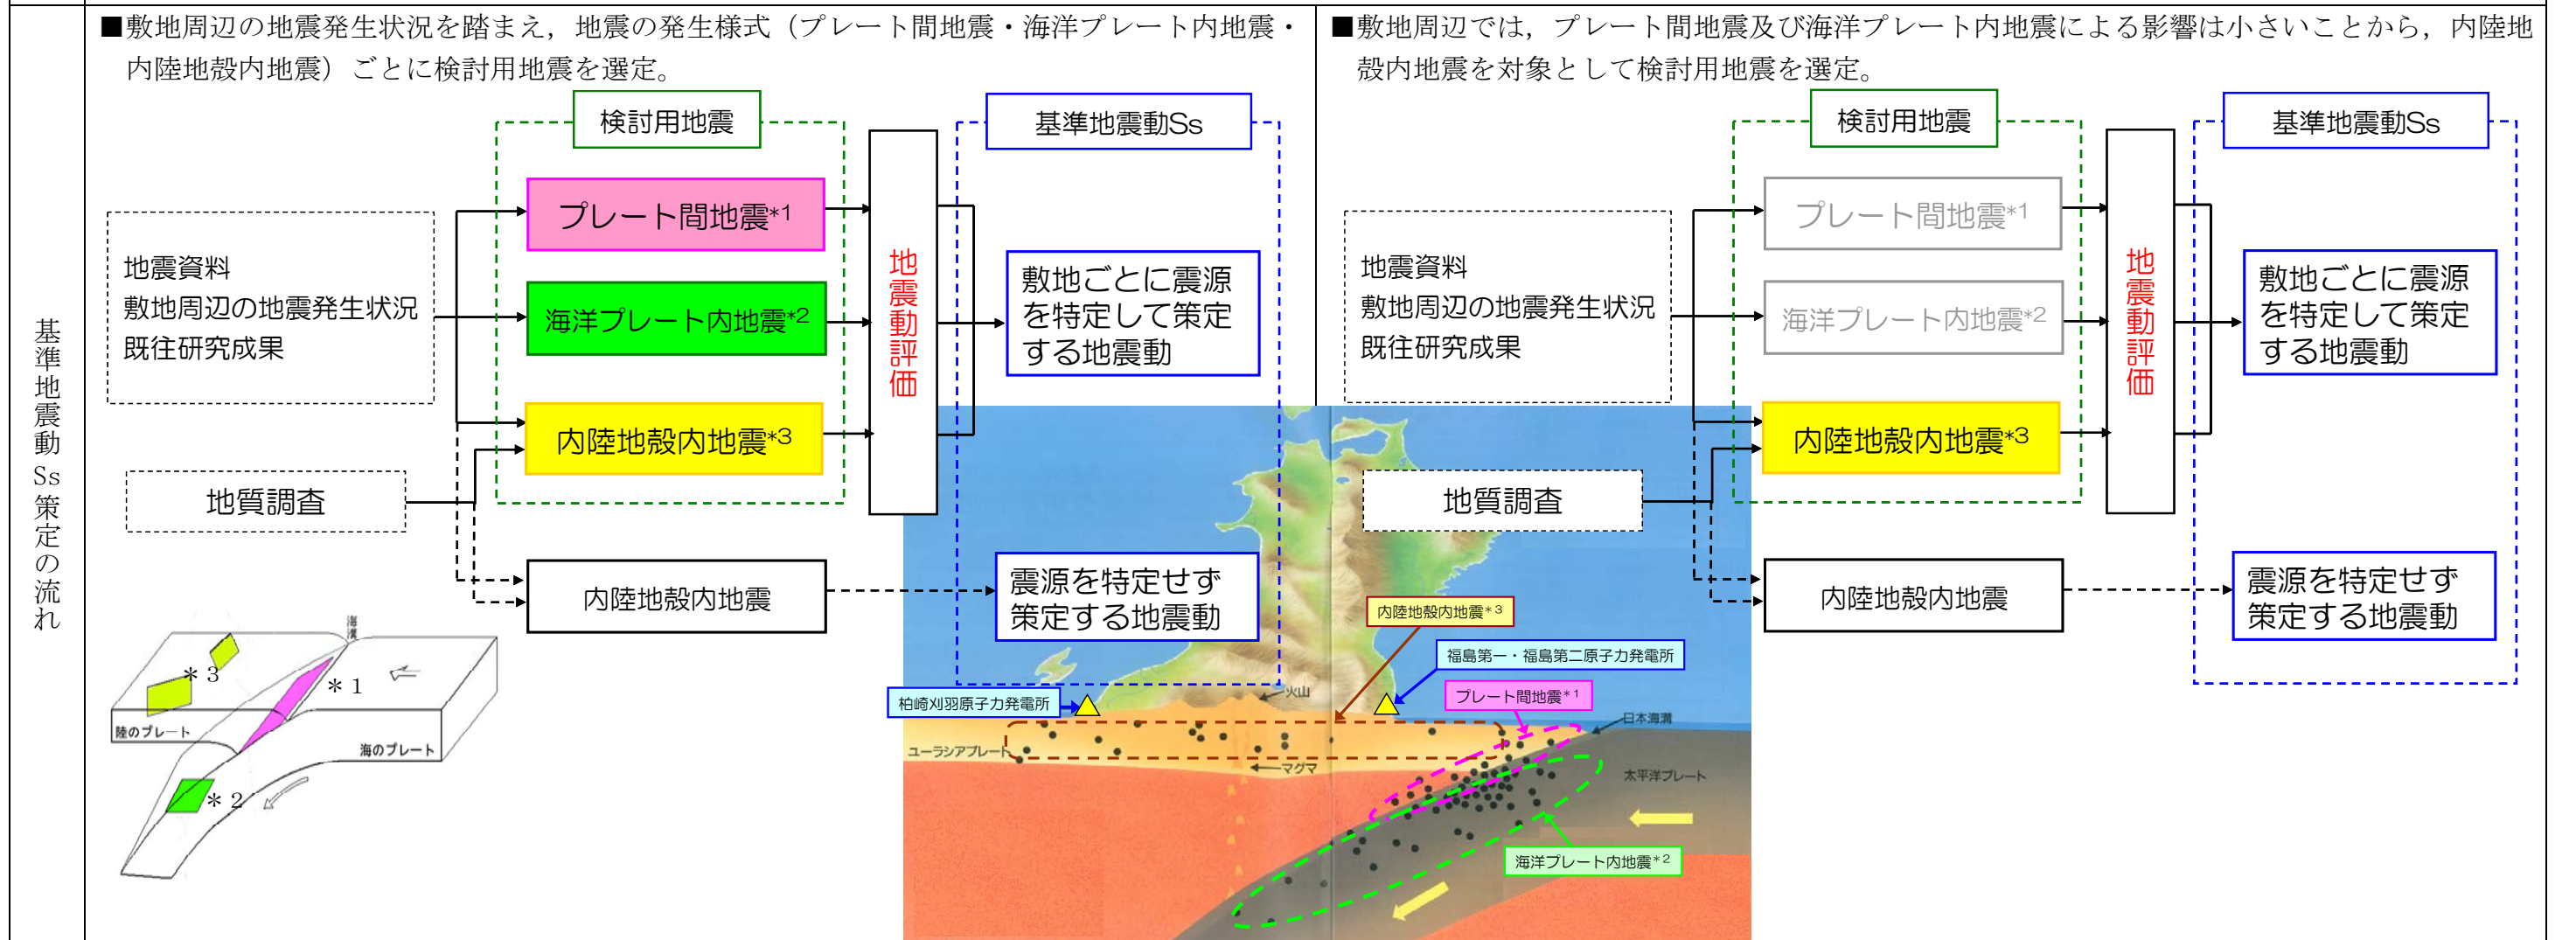 基準地震動Ss策定の流れ
■敷地周辺の地震発生状況を踏まえ，地震の発生様式（プレート間地震・海洋プレート内地震・
内陸地殻内地震）ごとに検討用地震を選定。
検討用地震
基準地震動Ss
プレート間地震*1
地震資料
敷地周辺の地震発生状況
既往研究成果
海洋プレート内地震*2
地震動評価
敷地ごとに震源
を特定して策定
する地震動
内陸地殻内地震*3
地質調査
内陸地殻内地震
震源を特定せず
策定する地震動
海溝
＊3
＊1
陸のプレート
海のプレート
＊2
■敷地周辺では，プレート間地震及び海洋プレート内地震による影響は小さいことから，内陸地
殻内地震を対象として検討用地震を選定。
検討用地震
基準地震動Ss
プレート間地震*1
地震資料
敷地周辺の地震発生状況
既往研究成果
海洋プレート内地震*2
地震動評価
敷地ごとに震源
を特定して策定
する地震動
内陸地殻内地震*3
地質調査
内陸地殻内地震
震源を特定せず
策定する地震動
内陸地殻内地震*3
福島第一・福島第二原子力発電所
柏崎刈羽原子力発電所
火山
プレート間地震*1
日本海溝
ユーラシアプレート
マグマ
太平洋プレート
海洋プレート内地震*2